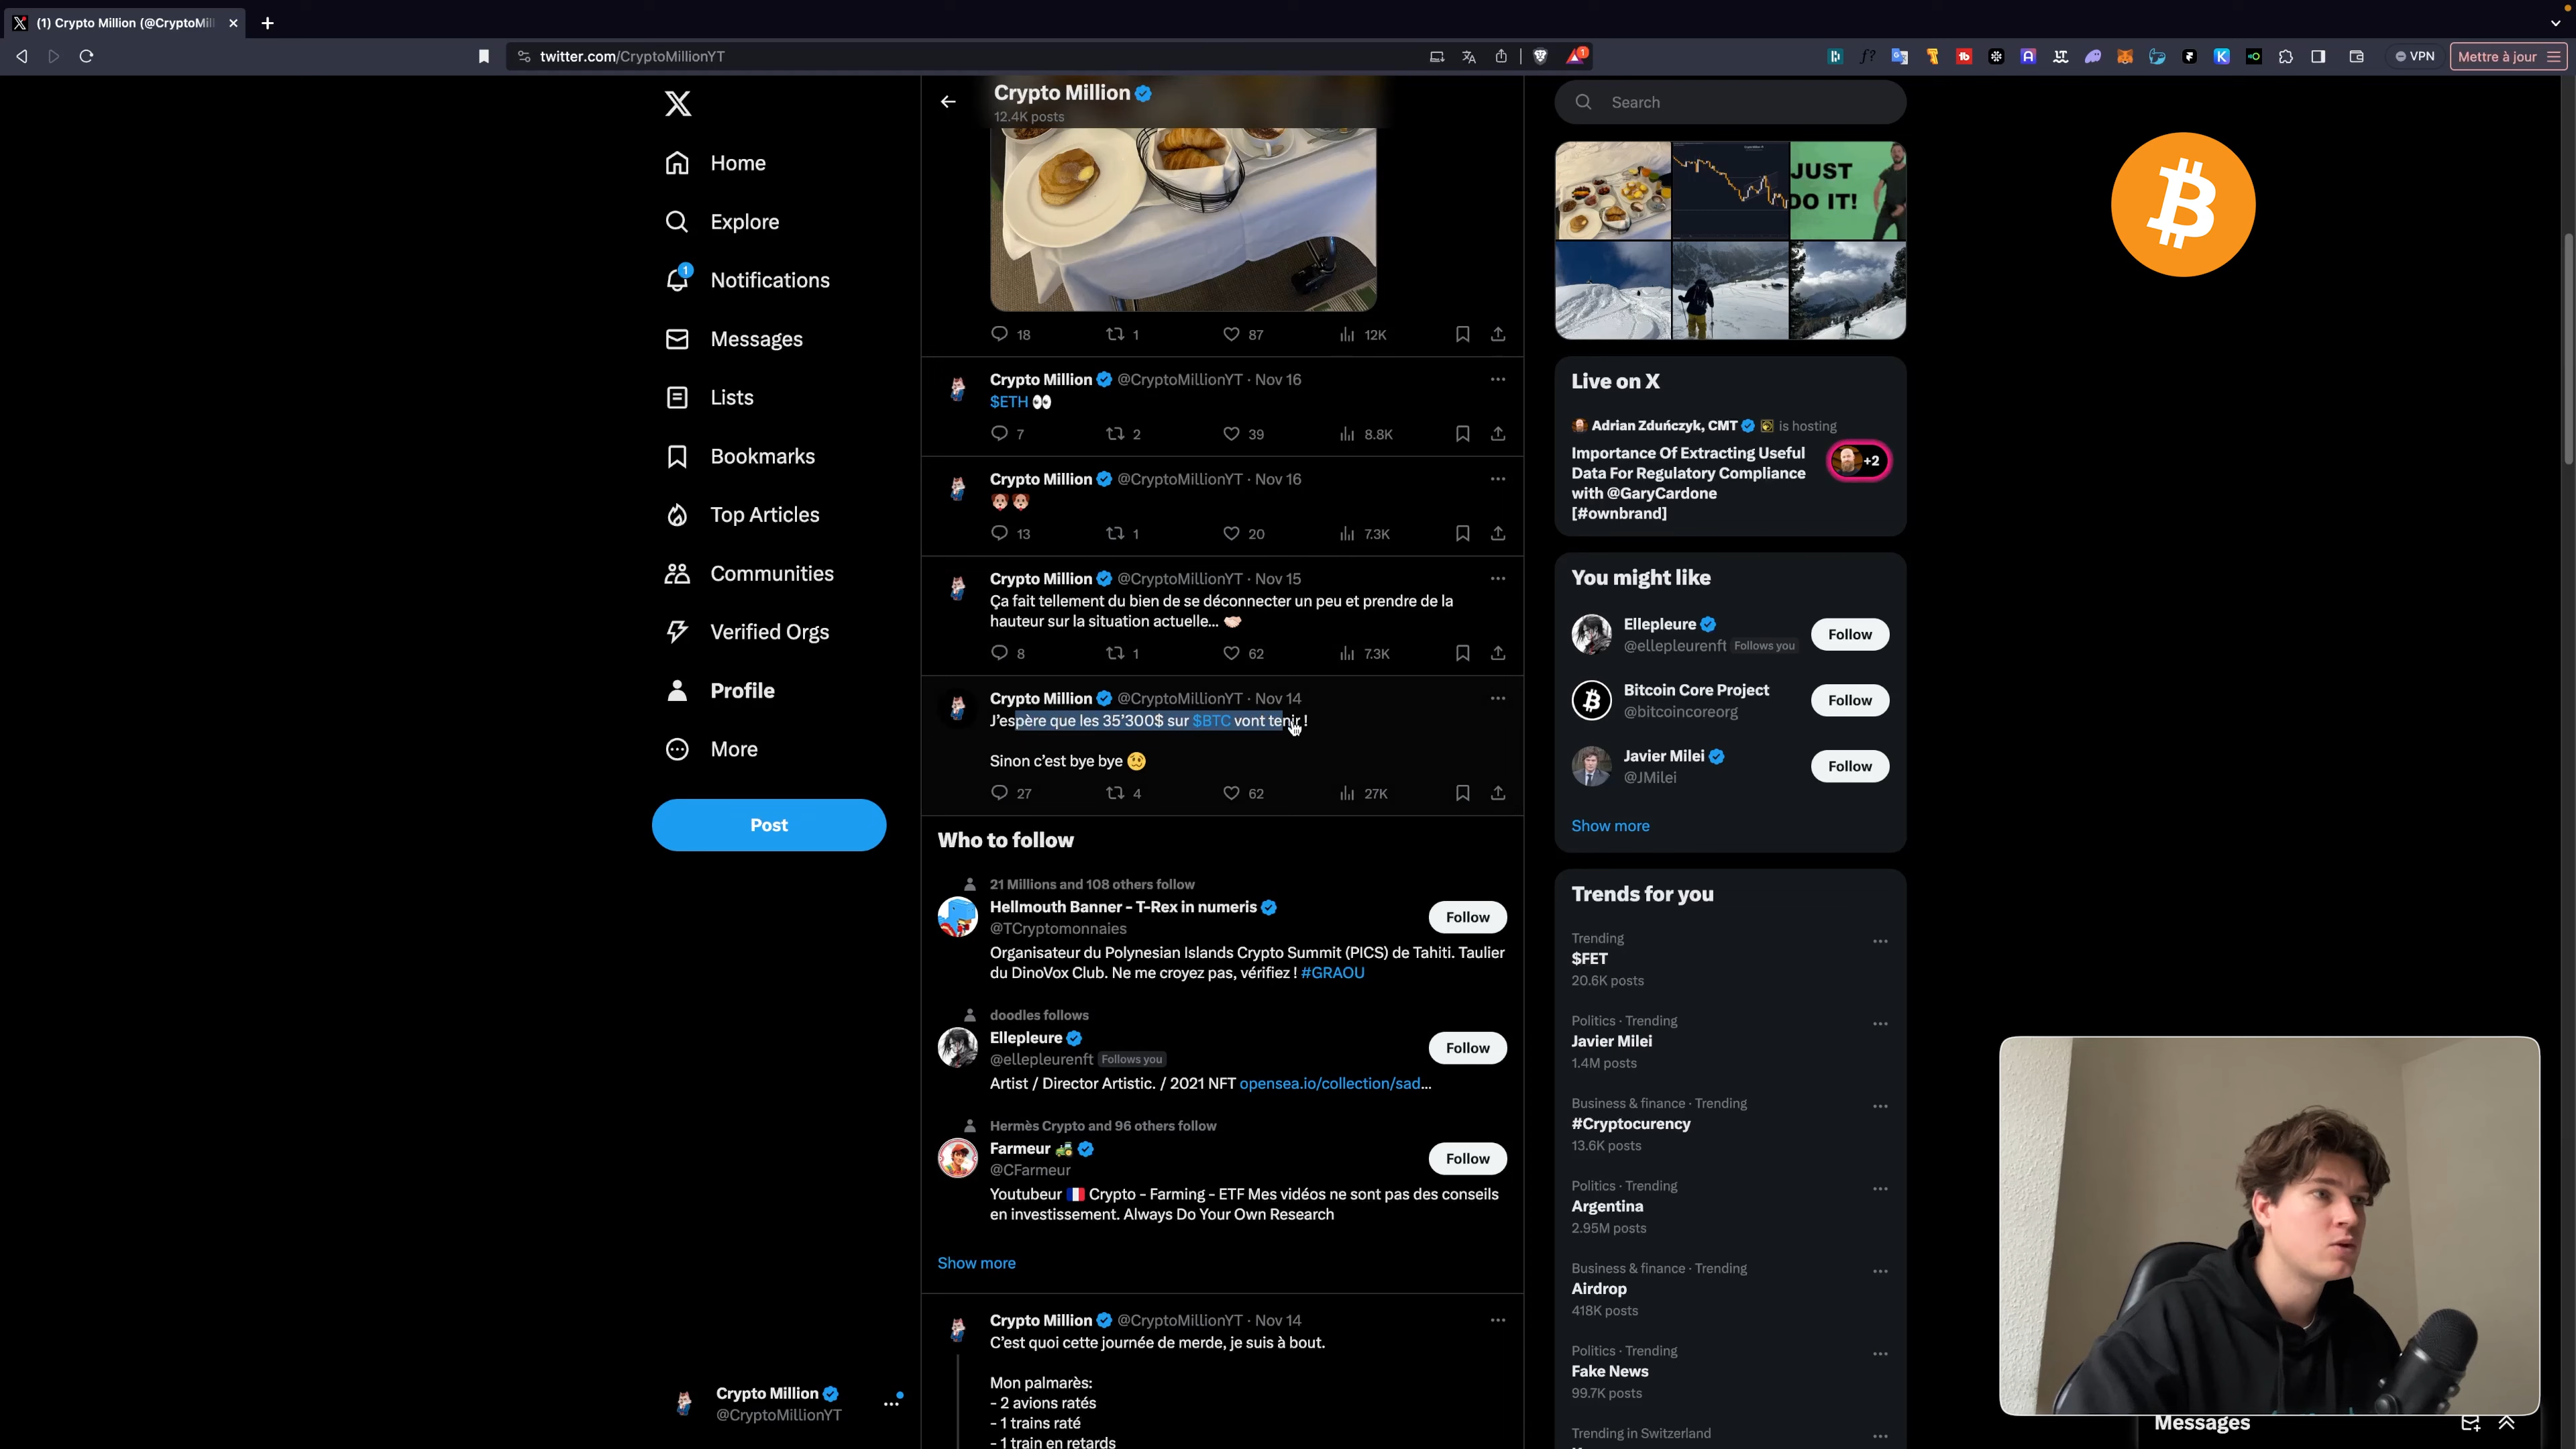 (1) Crypto Million (@CryptoMill
twitter.com/CryptoMillionYT
1
VPN
Mettre à jour
Home
Explore
1
Notifications
Messages
Lists
Bookmarks
Top Articles
Communities
Verified Orgs
Profile
More
Post
Crypto Million
@CryptoMillionYT
Crypto Million
12.4K posts
18 1 87 12K
Crypto Million @CryptoMillionYT · Nov 16
$ETH 👀
7 2 39 8.8K
Crypto Million @CryptoMillionYT · Nov 16
🐶🐶
13 1 20 7.3K
Crypto Million @CryptoMillionYT · Nov 15
Ça fait tellement du bien de se déconnecter un peu et prendre de la
hauteur sur la situation actuelle... 🤝🏻
8 1 62 7.3K
Crypto Million @CryptoMillionYT · Nov 14
J'espère que les 35'300$ sur $BTC vont tenir !
Sinon c'est bye bye 🥴
27 4 62 27K
Who to follow
21 Millions and 108 others follow
Hellmouth Banner - T-Rex in numeris
@TCryptomonnaies
Follow
Organisateur du Polynesian Islands Crypto Summit (PICS) de Tahiti. Taulier
du DinoVox Club. Ne me croyez pas, vérifiez ! #GRAOU
doodles follows
Ellepleure
@ellepleurenft Follows you
Follow
Artist / Director Artistic. / 2021 NFT opensea.io/collection/sad...
Hermès Crypto and 96 others follow
Farmeur 🚜
@CFarmeur
Follow
Youtubeur 🇫🇷 Crypto - Farming - ETF Mes vidéos ne sont pas des conseils
en investissement. Always Do Your Own Research
Show more
Crypto Million @CryptoMillionYT · Nov 14
C'est quoi cette journée de merde, je suis à bout.
Mon palmarès:
- 2 avions ratés
- 1 trains raté
- 1 train en retards
Search
JUST
DO IT!
Live on X
Adrian Zduńczyk, CMT is hosting
Importance Of Extracting Useful
Data For Regulatory Compliance
with @GaryCardone
[#ownbrand]
+2
You might like
Ellepleure
@ellepleurenft Follows you
Follow
Bitcoin Core Project
@bitcoincoreorg
Follow
Javier Milei
@JMilei
Follow
Show more
Trends for you
Trending
$FET
20.6K posts
Politics · Trending
Javier Milei
1.4M posts
Business & finance · Trending
#Cryptocurency
13.6K posts
Politics · Trending
Argentina
2.95M posts
Business & finance · Trending
Airdrop
418K posts
Politics · Trending
Fake News
99.7K posts
Trending in Switzerland
Messages